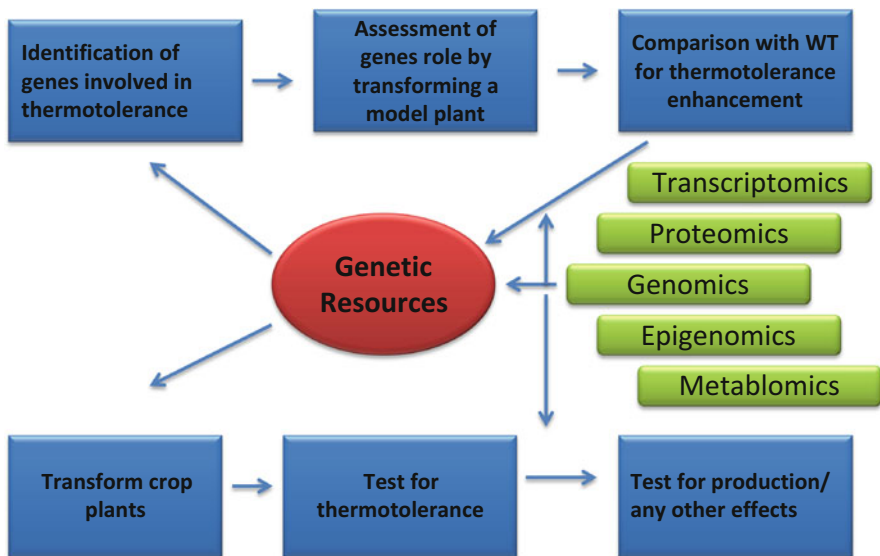 Identification of
genes involved in
thermotolerance
Assessment of
genes role by
transforming a
model plant
Comparison with WT
for thermotolerance
enhancement
Transcriptomics
Proteomics
Genomics
Epigenomics
Metablomics
Genetic
Resources
Transform crop
plants
Test for
thermotolerance
Test for production/
any other effects